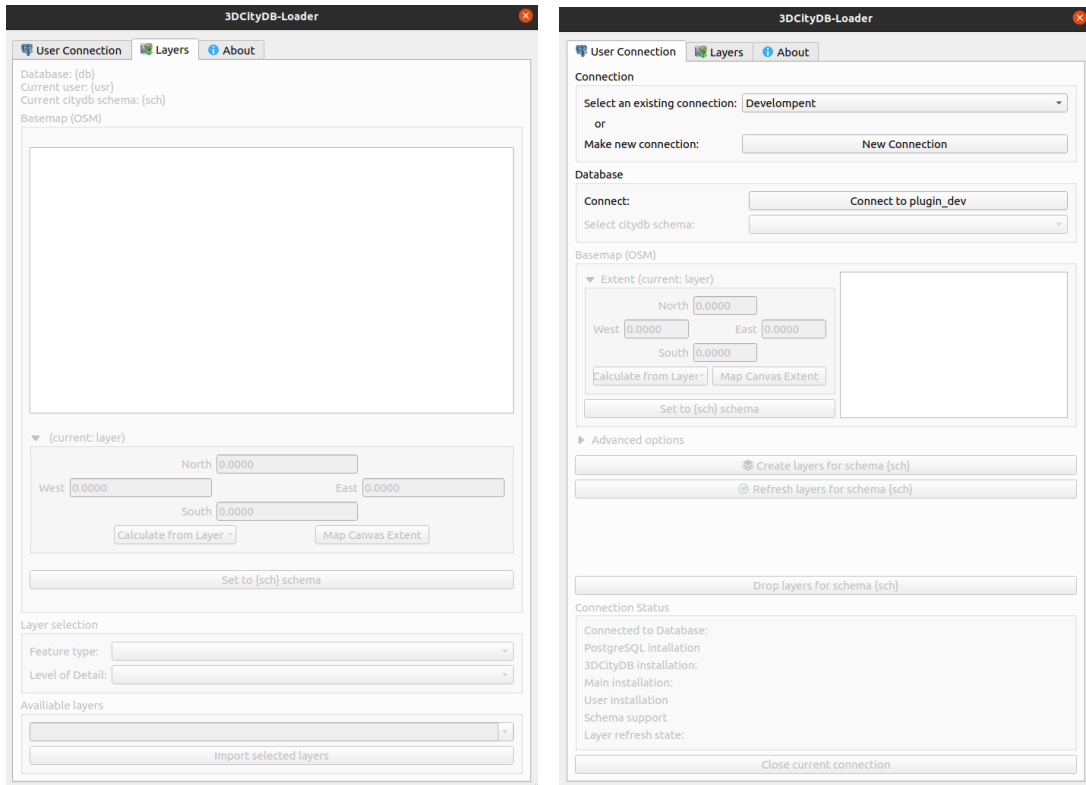 3DCityDB-Loader
User Connection
Layers
About
Database: {db}
Current user: {usr}
Current citydb schema: {sch}
Basemap (OSM)
(current: layer)
North 0.0000
West 0.0000 East 0.0000
South 0.0000
Calculate from Layer Map Canvas Extent
Set to {sch} schema
Layer selection
Feature type:
Level of Detail:
Availiable layers
Import selected layers
3DCityDB-Loader
User Connection
Layers
About
Connection
Select an existing connection: Develompent
or
Make new connection: New Connection
Database
Connect: Connect to plugin_dev
Select citydb schema:
Basemap (OSM)
Extent (current: layer)
North 0.0000
West 0.0000 East 0.0000
South 0.0000
Calculate from Layer Map Canvas Extent
Set to {sch} schema
Advanced options
Create layers for schema {sch}
Refresh layers for schema {sch}
Drop layers for schema {sch}
Connection Status
Connected to Database:
PostgreSQL intallation
3DCityDB installation:
Main installation:
User installation
Schema support
Layer refresh state:
Close current connection